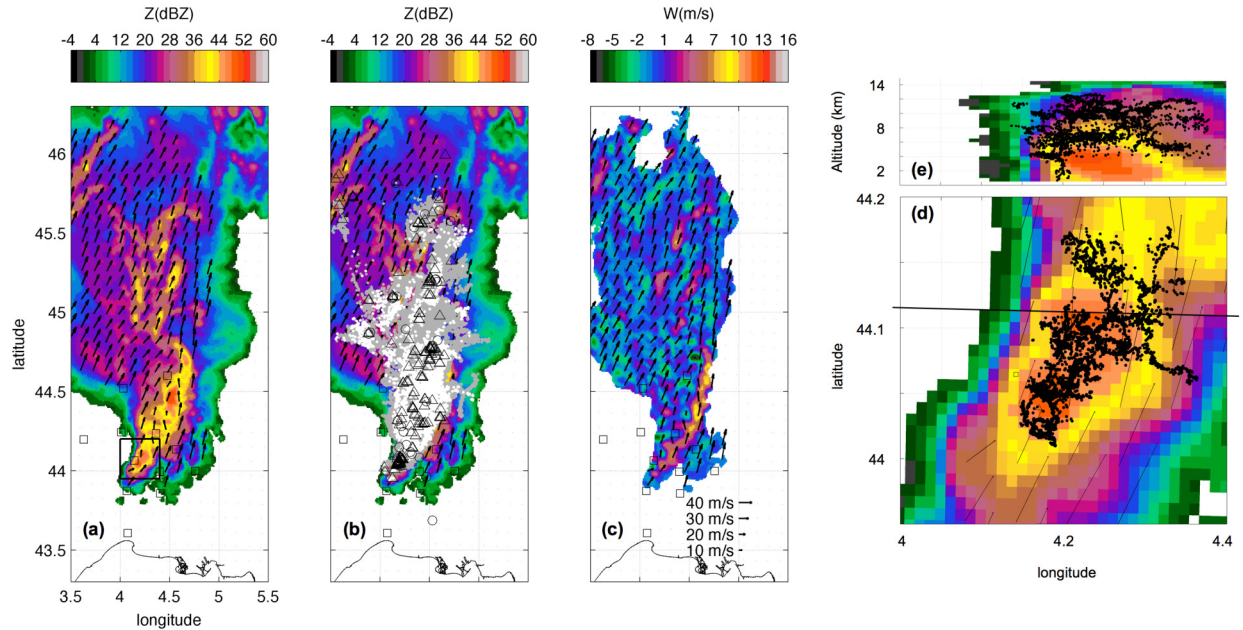 Z(dBZ)
-4 4 12 20 28 36 44 52 60
Z(dBZ)
-4 4 12 20 28 36 44 52 60
W(m/s)
-8 -5 -2 1 4 7 10 13 16
latitude
46
45.5
45
44.5
44
43.5
3.5 4 4.5 5 5.5
longitude
(a)
(b)
(c)
40 m/s
30 m/s
20 m/s
10 m/s
Altitude (km)
14
8
2
(e)
44.2
(d)
latitude
44.1
44
4 4.2 4.4
longitude